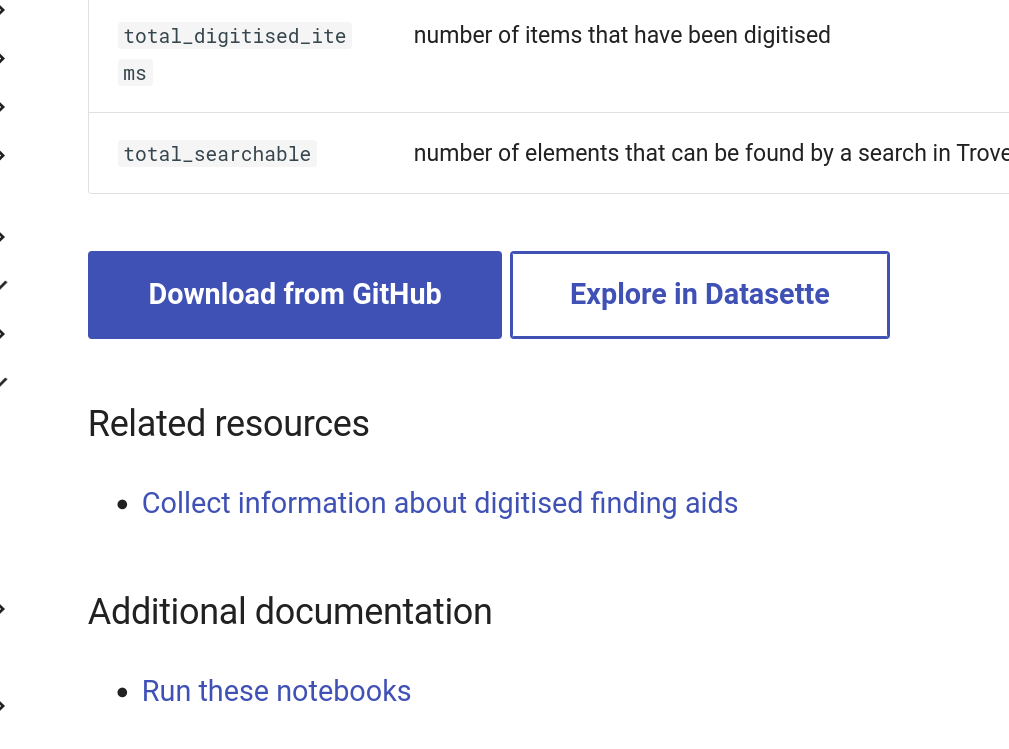 total_digitised_ite number of items that have been digitised
ms
total_searchable number of elements that can be found by a search in Trove
Download from GitHub Explore in Datasette
Related resources
Collect information about digitised finding aids
Additional documentation
Run these notebooks